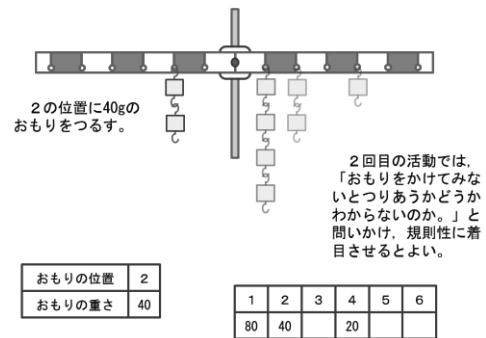 2の位置に40gの
おもりをつるす。
2回目の活動では，
「おもりをかけてみな
いとつりあうかどうか
わからないのか。」と
問いかけ，規則性に着
目させるとよい。
おもりの位置 2
おもりの重さ 40
1 2 3 4 5 6
80 40 20